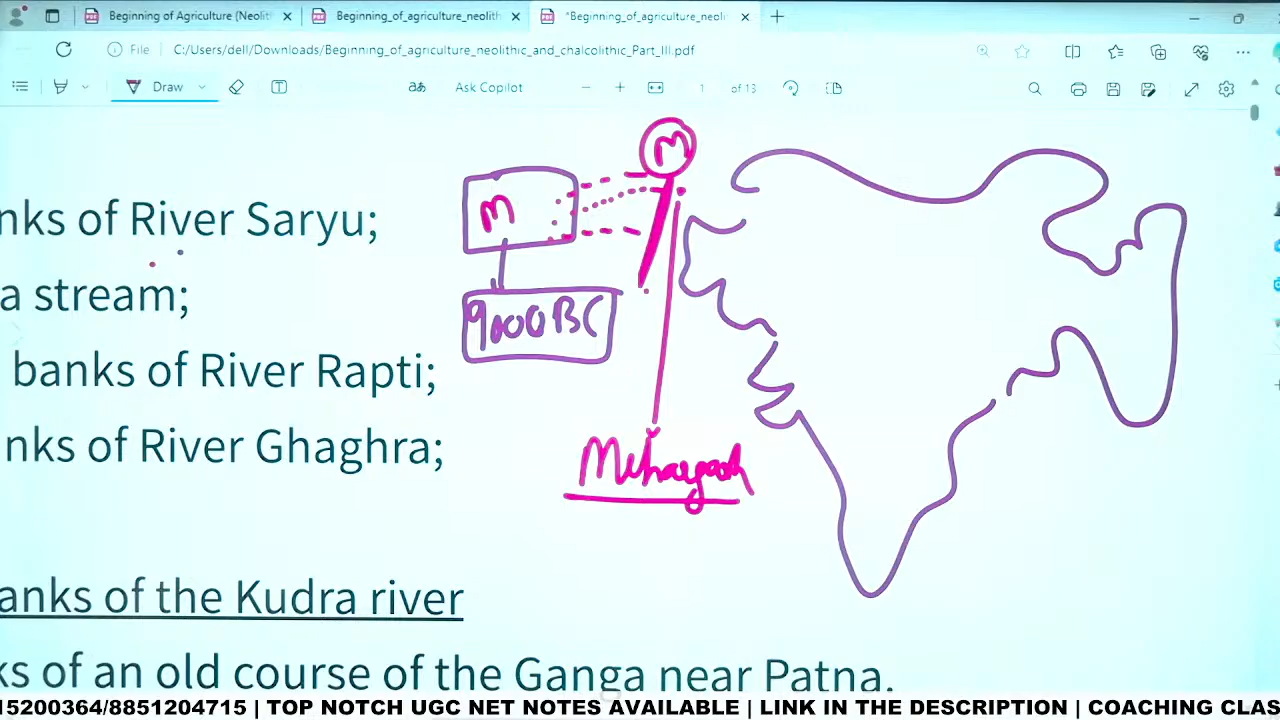 Beginning of Agriculture (Neolit
Beginning_of_agriculture_neolith
*Beginning_of_agriculture_neoli
File
C:/Users/dell/Downloads/Beginning_of_agriculture_neolithic_and_chalcolithic_Part_III.pdf
Draw
aあ
Ask Copilot
1 of 13
m
m
9000BC
Mehargarh
nks of River Saryu;
a stream;
banks of River Rapti;
nks of River Ghaghra;
anks of the Kudra river
ks of an old course of the Ganga near Patna.
15200364/8851204715 | TOP NOTCH UGC NET NOTES AVAILABLE | LINK IN THE DESCRIPTION | COACHING CLAS